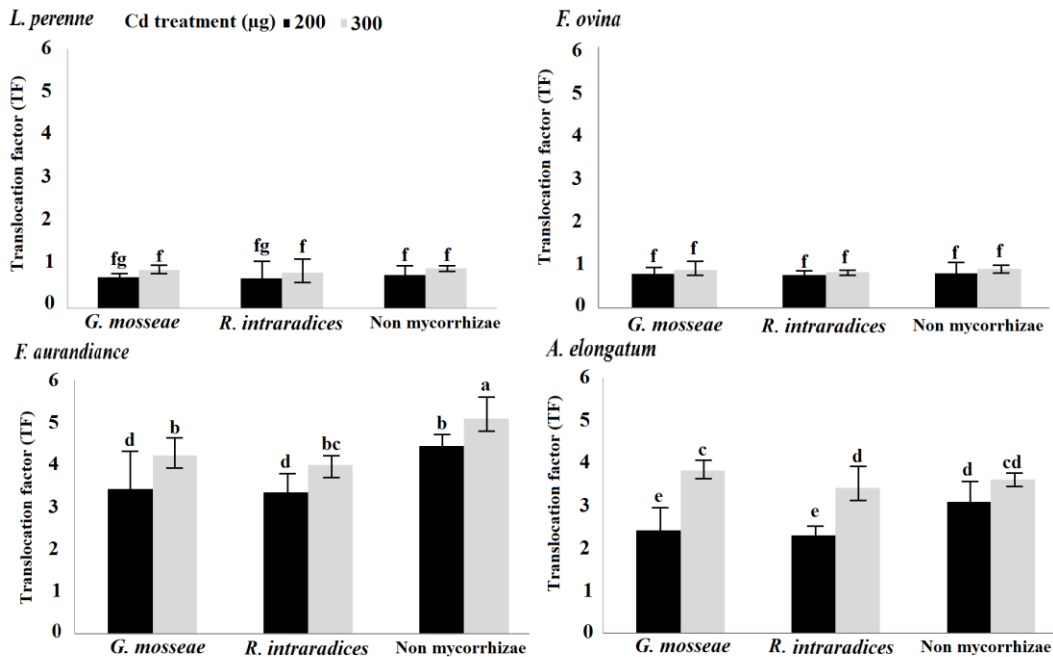 L. perenne Cd treatment (µg) 200 300
Translocation factor (TF)
6
5
4
3
2
1
0
fg f fg f f f
G. mosseae R. intraradices Non mycorrhizae
F. ovina
Translocation factor (TF)
6
5
4
3
2
1
0
f f f f f f
G. mosseae R. intraradices Non mycorrhizae
F. aurandiance
Translocation factor (TF)
6
5
4
3
2
1
0
d b d bc b a
G. mosseae R. intraradices Non mycorrhizae
A. elongatum
Translocation factor (TF)
6
5
4
3
2
1
0
e c e d d cd
G. mosseae R. intraradices Non mycorrhizae